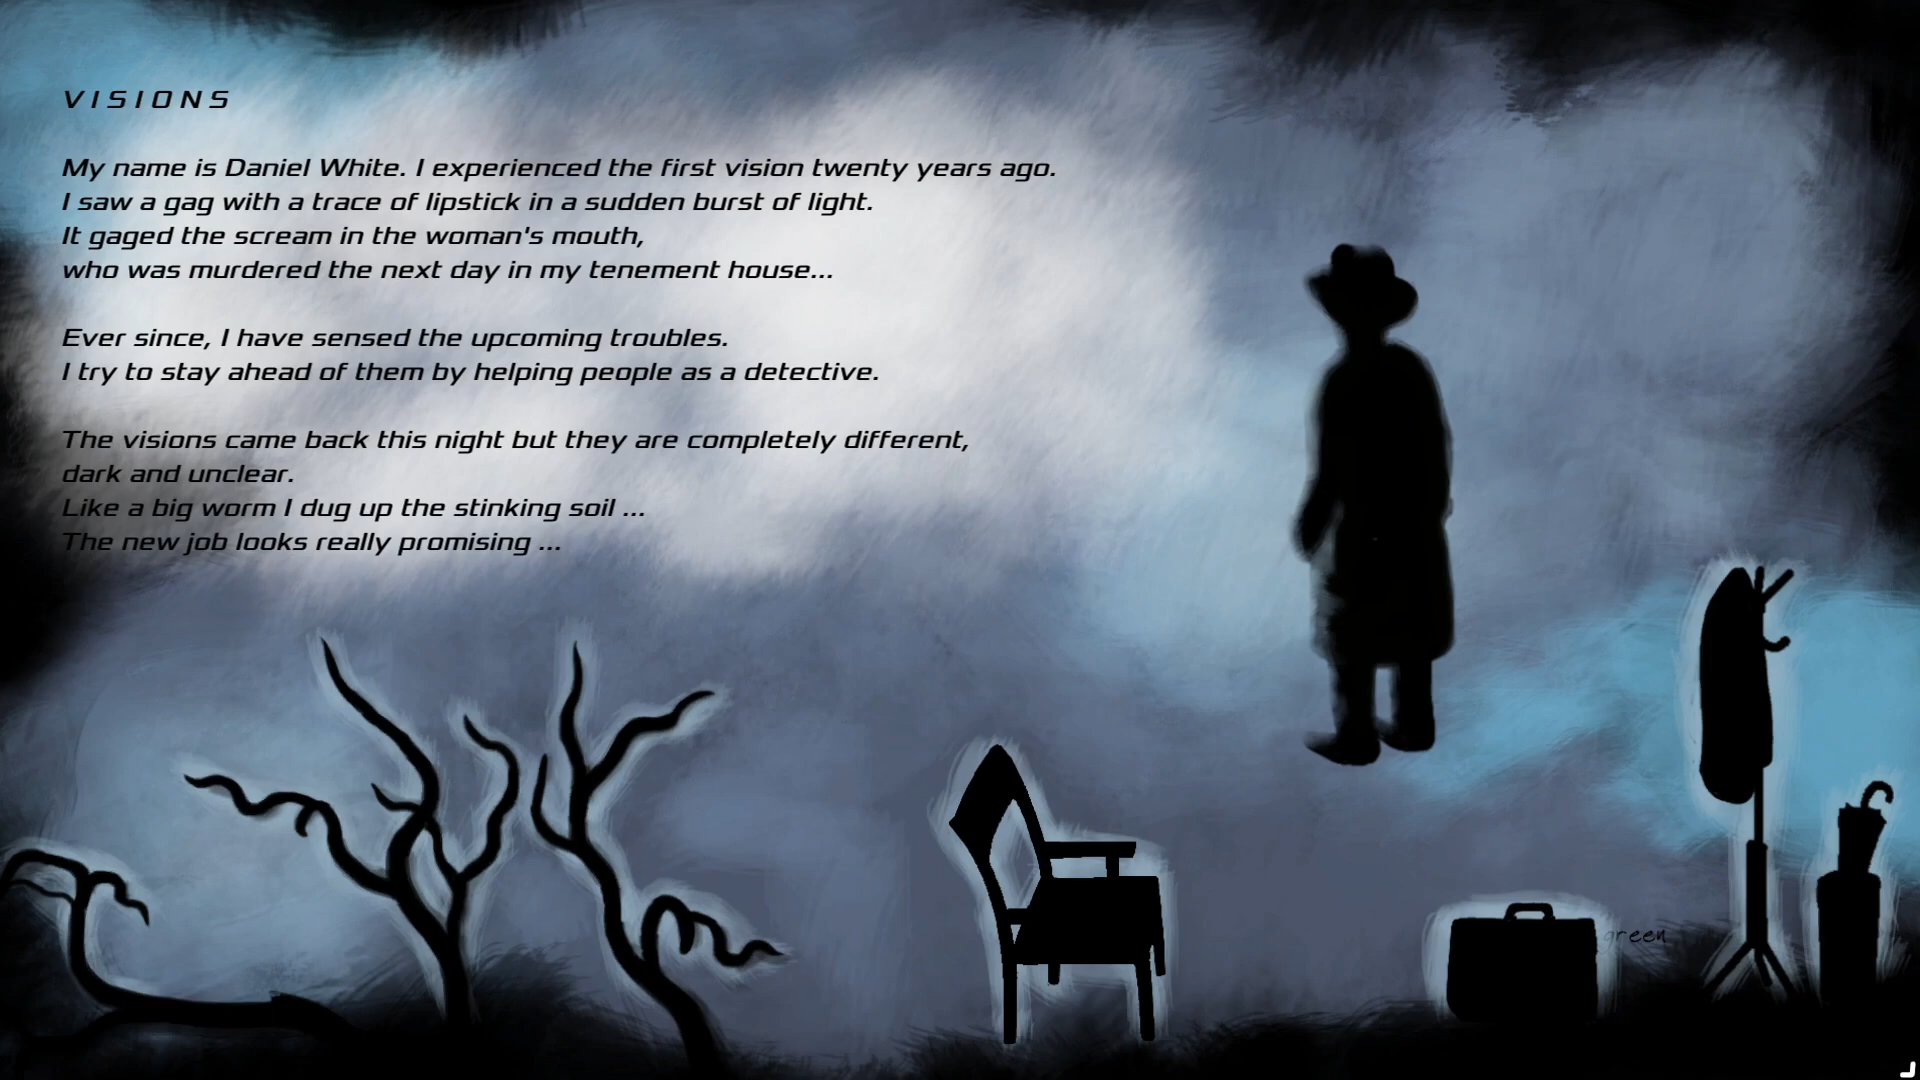 VISIONS
My name is Daniel White. I experienced the first vision twenty years ago.
I saw a gag with a trace of lipstick in a sudden burst of light.
It gaged the scream in the woman's mouth,
who was murdered the next day in my tenement house...
Ever since, I have sensed the upcoming troubles.
I try to stay ahead of them by helping people as a detective.
The visions came back this night but they are completely different,
dark and unclear.
Like a big worm I dug up the stinking soil ...
The new job looks really promising ...
green